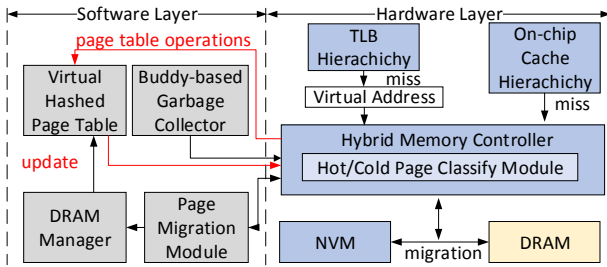 Software Layer
Hardware Layer
page table operations
Virtual
Hashed
Page Table
Buddy-based
Garbage
Collector
TLB
Hierachichy
On-chip
Cache
Hierachichy
miss
miss
Virtual Address
Hybrid Memory Controller
Hot/Cold Page Classify Module
update
DRAM
Manager
Page
Migration
Module
NVM
migration
DRAM